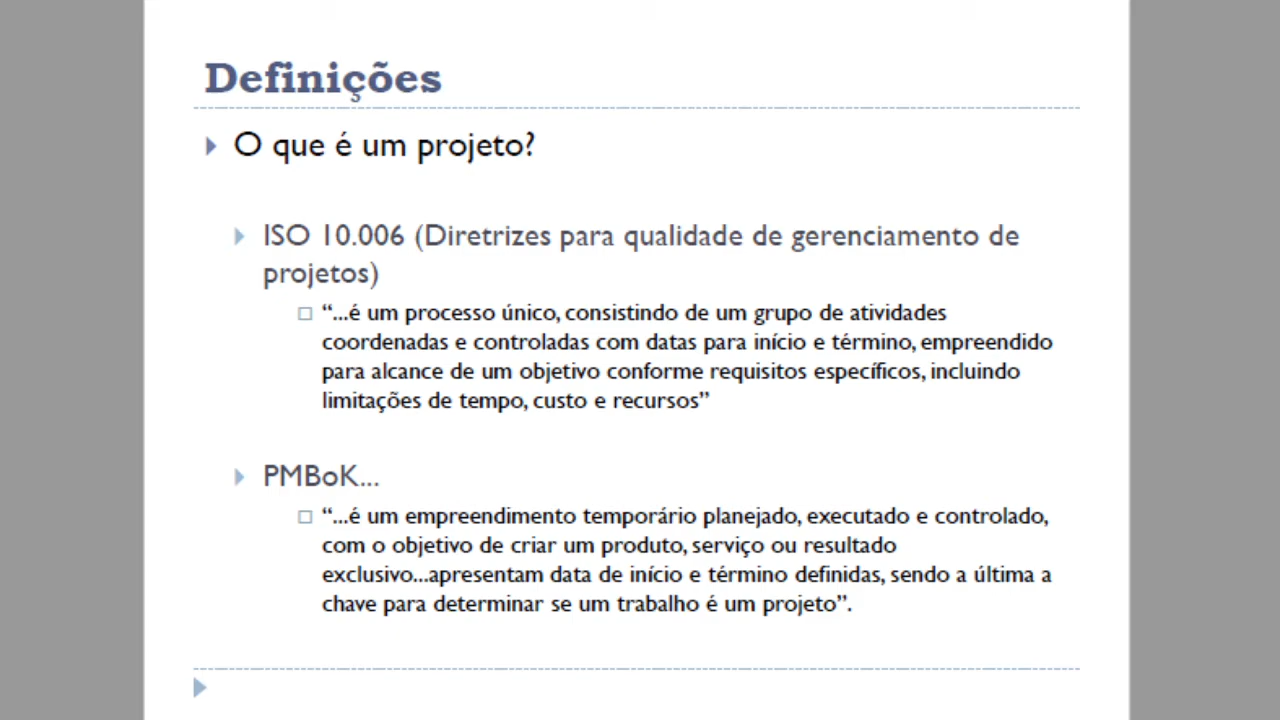 Definições
O que é um projeto?
ISO 10.006 (Diretrizes para qualidade de gerenciamento de
projetos)
“...é um processo único, consistindo de um grupo de atividades
coordenadas e controladas com datas para início e término, empreendido
para alcance de um objetivo conforme requisitos específicos, incluindo
limitações de tempo, custo e recursos”
PMBoK...
“...é um empreendimento temporário planejado, executado e controlado,
com o objetivo de criar um produto, serviço ou resultado
exclusivo...apresentam data de início e término definidas, sendo a última a
chave para determinar se um trabalho é um projeto”.